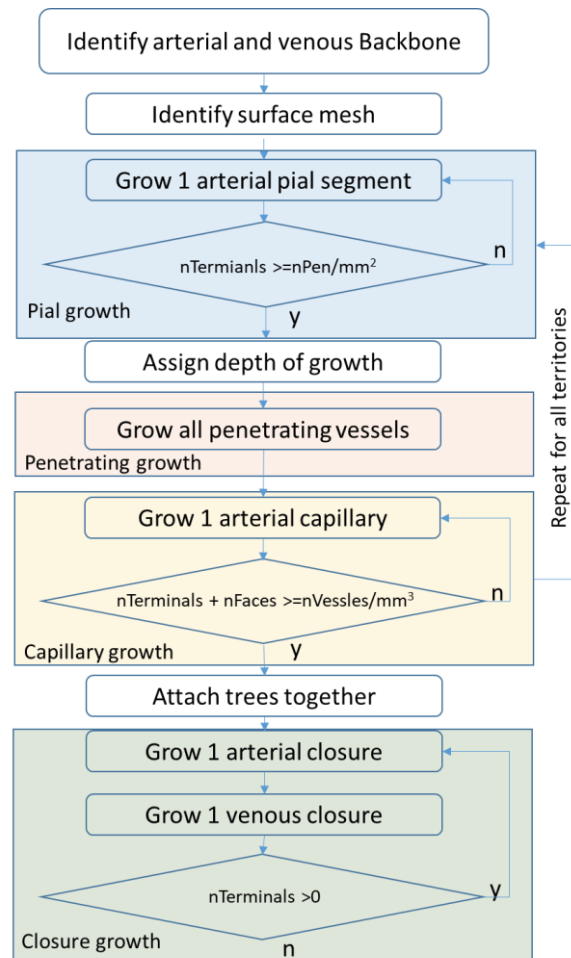 Identify arterial and venous Backbone
Identify surface mesh
Grow 1 arterial pial segment
nTermianls >=nPen/mm²
n
y
Pial growth
Assign depth of growth
Grow all penetrating vessels
Penetrating growth
Grow 1 arterial capillary
nTerminals + nFaces >=nVessles/mm³
n
y
Capillary growth
Repeat for all territories
Attach trees together
Grow 1 arterial closure
Grow 1 venous closure
nTerminals >0
y
n
Closure growth